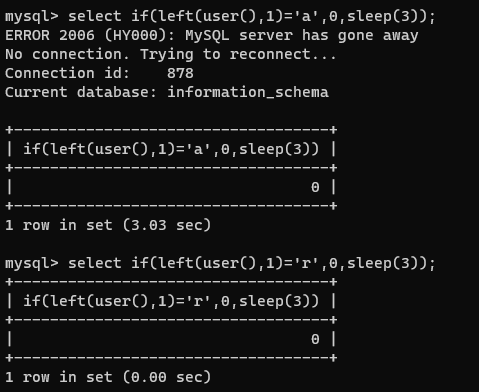 mysql> select if(left(user(),1)='a',0,sleep(3));
ERROR 2006 (HY000): MySQL server has gone away
No connection. Trying to reconnect...
Connection id:    878
Current database: information_schema

+-----------------------------------+
| if(left(user(),1)='a',0,sleep(3)) |
+-----------------------------------+
|                                 0 |
+-----------------------------------+
1 row in set (3.03 sec)

mysql> select if(left(user(),1)='r',0,sleep(3));
+-----------------------------------+
| if(left(user(),1)='r',0,sleep(3)) |
+-----------------------------------+
|                                 0 |
+-----------------------------------+
1 row in set (0.00 sec)